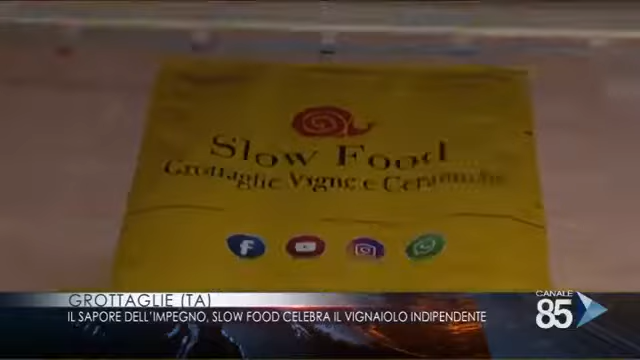 Slow Food
Grottaglie Vigne e Ceramiche
GROTTAGLIE (TA)
IL SAPORE DELL'IMPEGNO, SLOW FOOD CELEBRA IL VIGNAIOLO INDIPENDENTE
CANALE
85